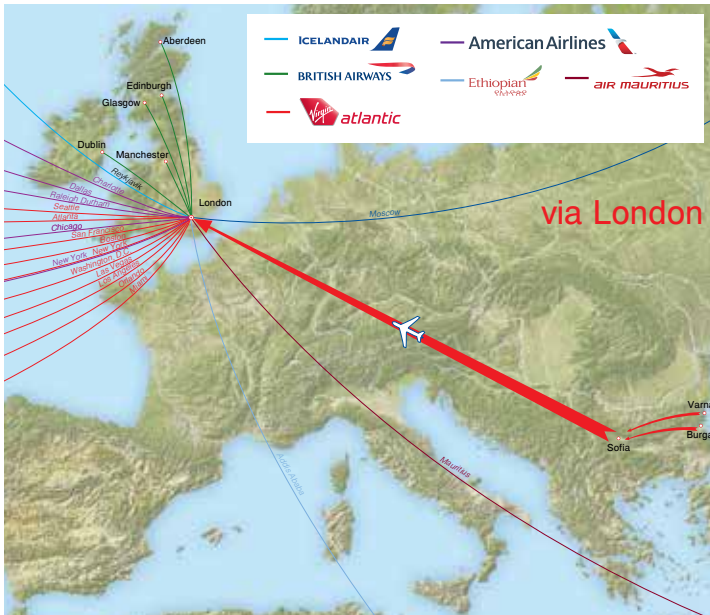 ICELANDAIR
American Airlines
BRITISH AIRWAYS
Ethiopian
የኢትዮጵያ
AIR MAURITIUS
Virgin atlantic
Aberdeen
Edinburgh
Glasgow
Dublin
Manchester
Reykjavik
London
via London
Moscow
Charlotte
Dallas
Raleigh Durham
Seattle
Atlanta
Chicago
San Francisco
Boston
New York
New York
Washington D.C.
Las Vegas
Los Angeles
Orlando
Miami
Varna
Burga
Sofia
Mauritius
Addis Ababa